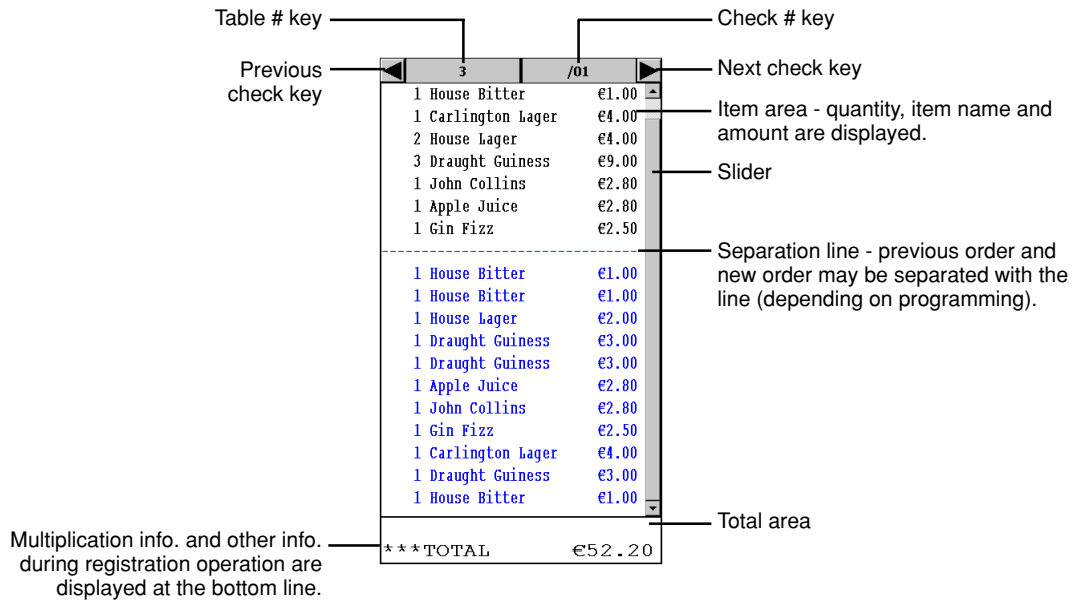 Table # key
Check # key
Previous
check key
3 /01
Next check key
1 House Bitter €1.00
1 Carlington Lager €4.00
2 House Lager €4.00
3 Draught Guiness €9.00
1 John Collins €2.80
1 Apple Juice €2.80
1 Gin Fizz €2.50
Item area - quantity, item name and
amount are displayed.
Slider
Separation line - previous order and
new order may be separated with the
line (depending on programming).
1 House Bitter €1.00
1 House Bitter €1.00
1 House Lager €2.00
1 Draught Guiness €3.00
1 Draught Guiness €3.00
1 Apple Juice €2.80
1 John Collins €2.80
1 Gin Fizz €2.50
1 Carlington Lager €4.00
1 Draught Guiness €3.00
1 House Bitter €1.00
Total area
Multiplication info. and other info.
during registration operation are
displayed at the bottom line.
***TOTAL €52.20